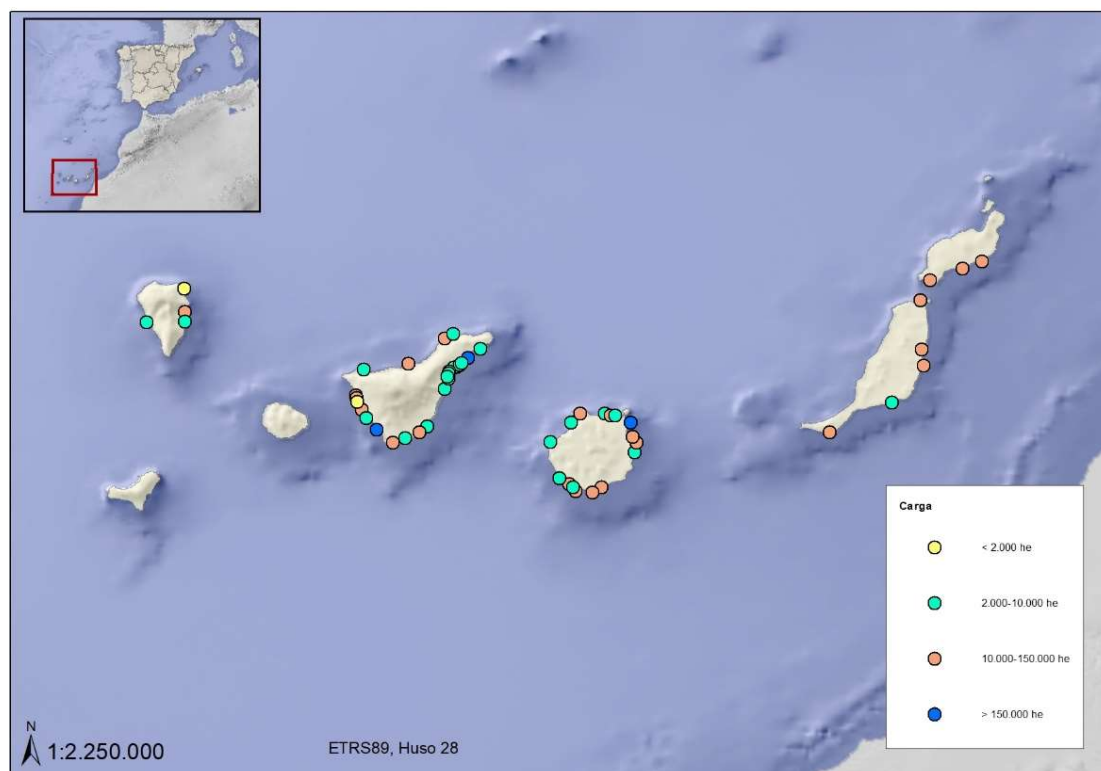 Carga
< 2.000 he
2.000-10.000 he
10.000-150.000 he
> 150.000 he
N
1:2.250.000
ETRS89, Huso 28